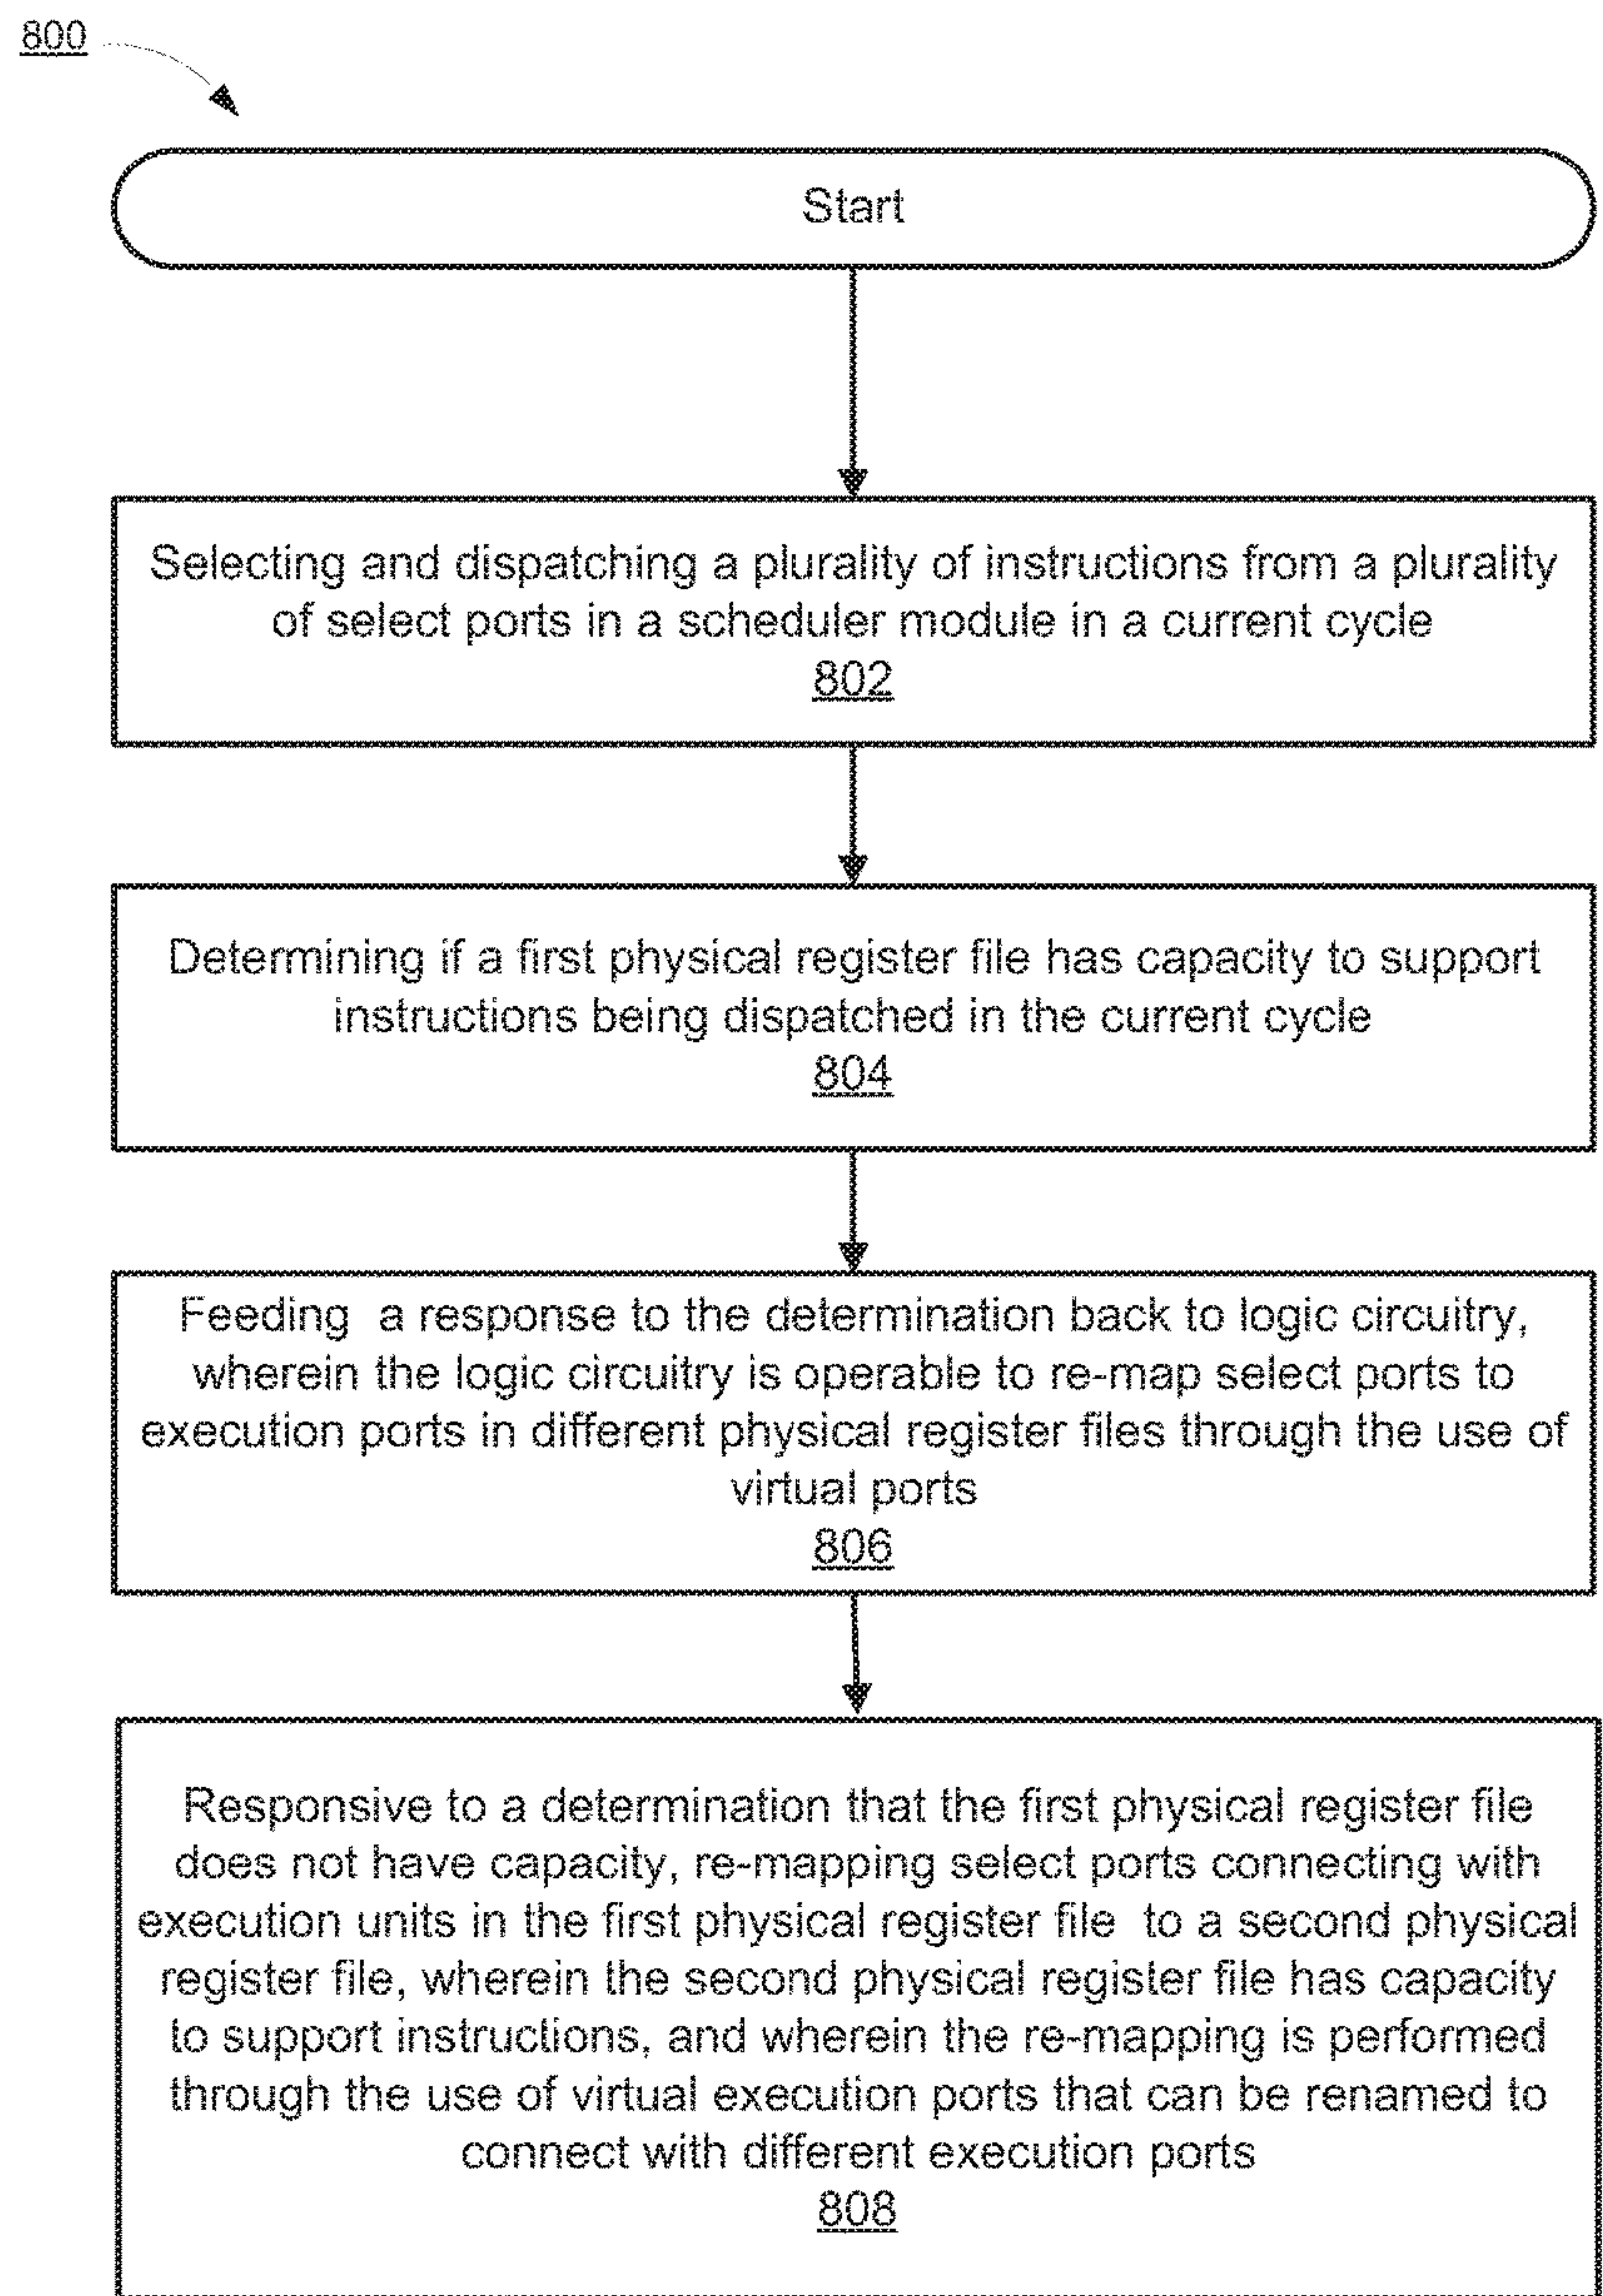 800
Start
Selecting and dispatching a plurality of instructions from a plurality
of select ports in a scheduler module in a current cycle
802
Determining if a first physical register file has capacity to support
instructions being dispatched in the current cycle
804
Feeding a response to the determination back to logic circuitry,
wherein the logic circuitry is operable to re-map select ports to
execution ports in different physical register files through the use of
virtual ports
806
Responsive to a determination that the first physical register file
does not have capacity, re-mapping select ports connecting with
execution units in the first physical register file to a second physical
register file, wherein the second physical register file has capacity
to support instructions, and wherein the re-mapping is performed
through the use of virtual execution ports that can be renamed to
connect with different execution ports
808